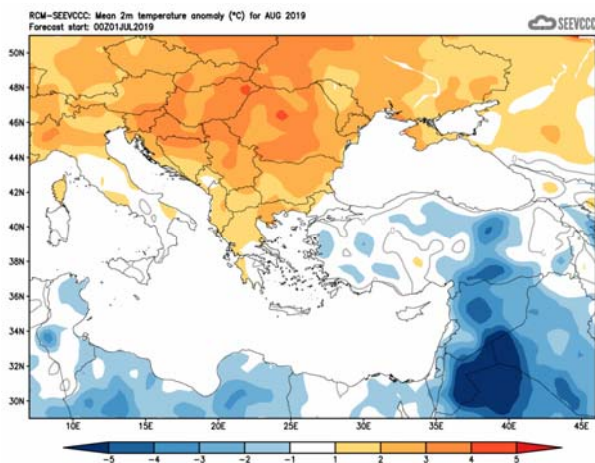 RCM-SEEVCCC: Mean 2m temperature anomaly (°C) for AUG 2019
Forecast start: 00Z01JUL2019
SEEVCCC
50N
48N
46N
44N
42N
40N
38N
36N
34N
32N
30N
10E 15E 20E 25E 30E 35E 40E 45E
-5 -4 -3 -2 -1 1 2 3 4 5